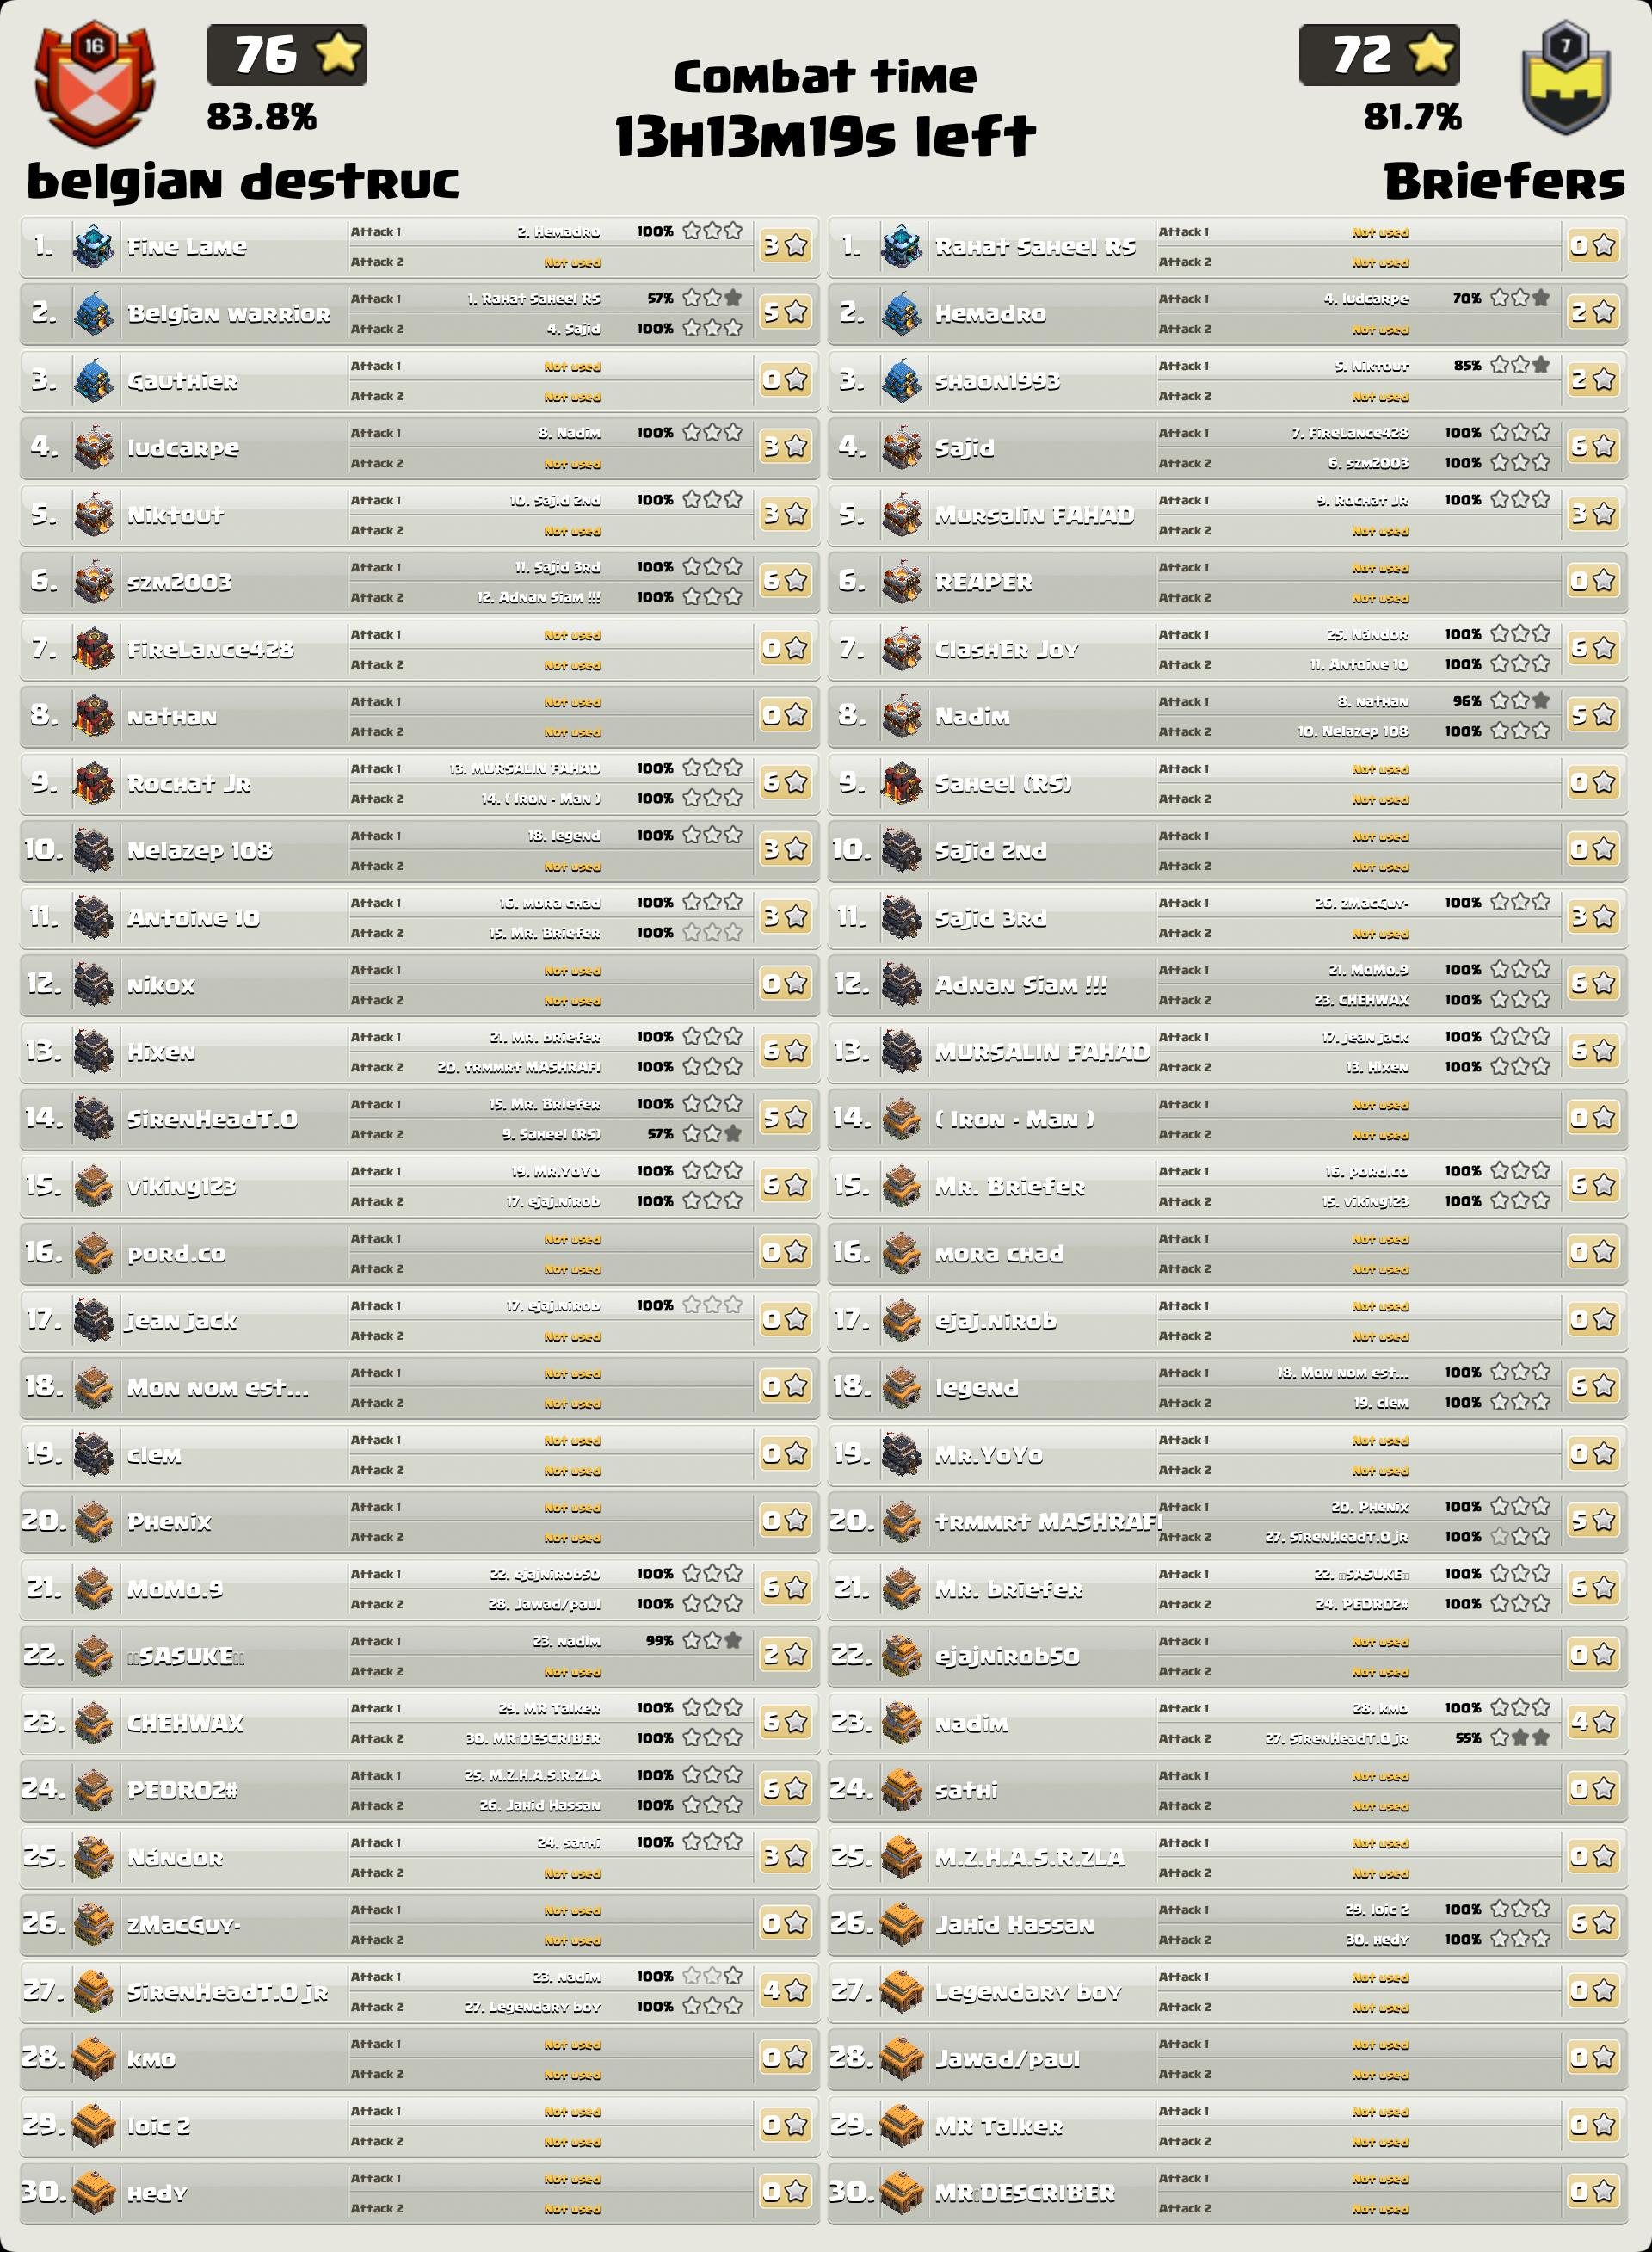 16
76
83.8%
belgian destruc
Combat time
13H13M19s left
72
7
81.7%
Briefers
1. Fine Lame Attack 1 2. Hemadro 100% 3
Attack 2 Not used
2. Belgian warrior Attack 1 1. Rahat Saheel RS 57% 5
Attack 2 4. Sajid 100%
3. Gauthier Attack 1 Not used 0
Attack 2 Not used
4. ludcarpe Attack 1 8. Nadim 100% 3
Attack 2 Not used
5. Niktout Attack 1 10. Sajid 2nd 100% 3
Attack 2 Not used
6. szm2003 Attack 1 11. Sajid 3rd 100% 6
Attack 2 12. Adnan Siam !!! 100%
7. FireLance428 Attack 1 Not used 0
Attack 2 Not used
8. nathan Attack 1 Not used 0
Attack 2 Not used
9. Rochat Jr Attack 1 13. MURSALIN FAHAD 100% 6
Attack 2 14. ( Iron - Man ) 100%
10. Nelazep 108 Attack 1 18. legend 100% 3
Attack 2 Not used
11. Antoine 10 Attack 1 16. mora chad 100% 3
Attack 2 15. Mr. Briefer 100%
12. nikox Attack 1 Not used 0
Attack 2 Not used
13. Hixen Attack 1 21. Mr. briefer 100% 6
Attack 2 20. trmmrt MASHRAFI 100%
14. SirenHeadT.O Attack 1 15. Mr. Briefer 100% 5
Attack 2 9. Saheel (RS) 57%
15. viking123 Attack 1 19. Mr.YoYo 100% 6
Attack 2 17. ejaj.nirob 100%
16. pord.co Attack 1 Not used 0
Attack 2 Not used
17. jean jack Attack 1 17. ejaj.nirob 100% 0
Attack 2 Not used
18. Mon nom est... Attack 1 Not used 0
Attack 2 Not used
19. clem Attack 1 Not used 0
Attack 2 Not used
20. Phenix Attack 1 Not used 0
Attack 2 Not used
21. MoMo.9 Attack 1 22. ejajnirob50 100% 6
Attack 2 28. Jawad/paul 100%
22. SASUKE Attack 1 23. nadim 99% 2
Attack 2 Not used
23. CHEHWAX Attack 1 29. MR Talker 100% 6
Attack 2 30. MR DESCRIBER 100%
24. PEDRO2# Attack 1 25. M.Z.H.A.S.R.ZLA 100% 6
Attack 2 26. Jahid Hassan 100%
25. Nándor Attack 1 24. sathi 100% 3
Attack 2 Not used
26. zMacGuy- Attack 1 Not used 0
Attack 2 Not used
27. SirenHeadT.O jr Attack 1 23. nadim 100% 4
Attack 2 27. Legendary boy 100%
28. kmo Attack 1 Not used 0
Attack 2 Not used
29. loic 2 Attack 1 Not used 0
Attack 2 Not used
30. Hedy Attack 1 Not used 0
Attack 2 Not used
1. Rahat Saheel RS Attack 1 Not used 0
Attack 2 Not used
2. Hemadro Attack 1 4. ludcarpe 70% 2
Attack 2 Not used
3. shaon1993 Attack 1 5. Niktout 85% 2
Attack 2 Not used
4. Sajid Attack 1 7. FireLance428 100% 6
Attack 2 6. szm2003 100%
5. Mursalin FAHAD Attack 1 9. Rochat Jr 100% 3
Attack 2 Not used
6. REAPER Attack 1 Not used 0
Attack 2 Not used
7. ClashEr Joy Attack 1 25. Nándor 100% 6
Attack 2 11. Antoine 10 100%
8. Nadim Attack 1 8. nathan 96% 5
Attack 2 10. Nelazep 108 100%
9. Saheel (RS) Attack 1 Not used 0
Attack 2 Not used
10. Sajid 2nd Attack 1 Not used 0
Attack 2 Not used
11. Sajid 3rd Attack 1 26. zMacGuy- 100% 3
Attack 2 Not used
12. Adnan Siam !!! Attack 1 21. MoMo.9 100% 6
Attack 2 23. CHEHWAX 100%
13. MURSALIN FAHAD Attack 1 17. jean jack 100% 6
Attack 2 13. Hixen 100%
14. ( Iron - Man ) Attack 1 Not used 0
Attack 2 Not used
15. Mr. Briefer Attack 1 16. pord.co 100% 6
Attack 2 15. viking123 100%
16. mora chad Attack 1 Not used 0
Attack 2 Not used
17. ejaj.nirob Attack 1 Not used 0
Attack 2 Not used
18. legend Attack 1 18. Mon nom est... 100% 6
Attack 2 19. clem 100%
19. Mr.YoYo Attack 1 Not used 0
Attack 2 Not used
20. trmmrt MASHRAFI Attack 1 20. Phenix 100% 5
Attack 2 27. SirenHeadT.O jr 100%
21. Mr. briefer Attack 1 22. SASUKE 100% 6
Attack 2 24. PEDRO2# 100%
22. ejajnirob50 Attack 1 Not used 0
Attack 2 Not used
23. nadim Attack 1 28. kmo 100% 4
Attack 2 27. SirenHeadT.O jr 55%
24. sathi Attack 1 Not used 0
Attack 2 Not used
25. M.Z.H.A.S.R.ZLA Attack 1 Not used 0
Attack 2 Not used
26. Jahid Hassan Attack 1 29. loic 2 100% 6
Attack 2 30. Hedy 100%
27. Legendary boy Attack 1 Not used 0
Attack 2 Not used
28. Jawad/paul Attack 1 Not used 0
Attack 2 Not used
29. MR Talker Attack 1 Not used 0
Attack 2 Not used
30. MR DESCRIBER Attack 1 Not used 0
Attack 2 Not used